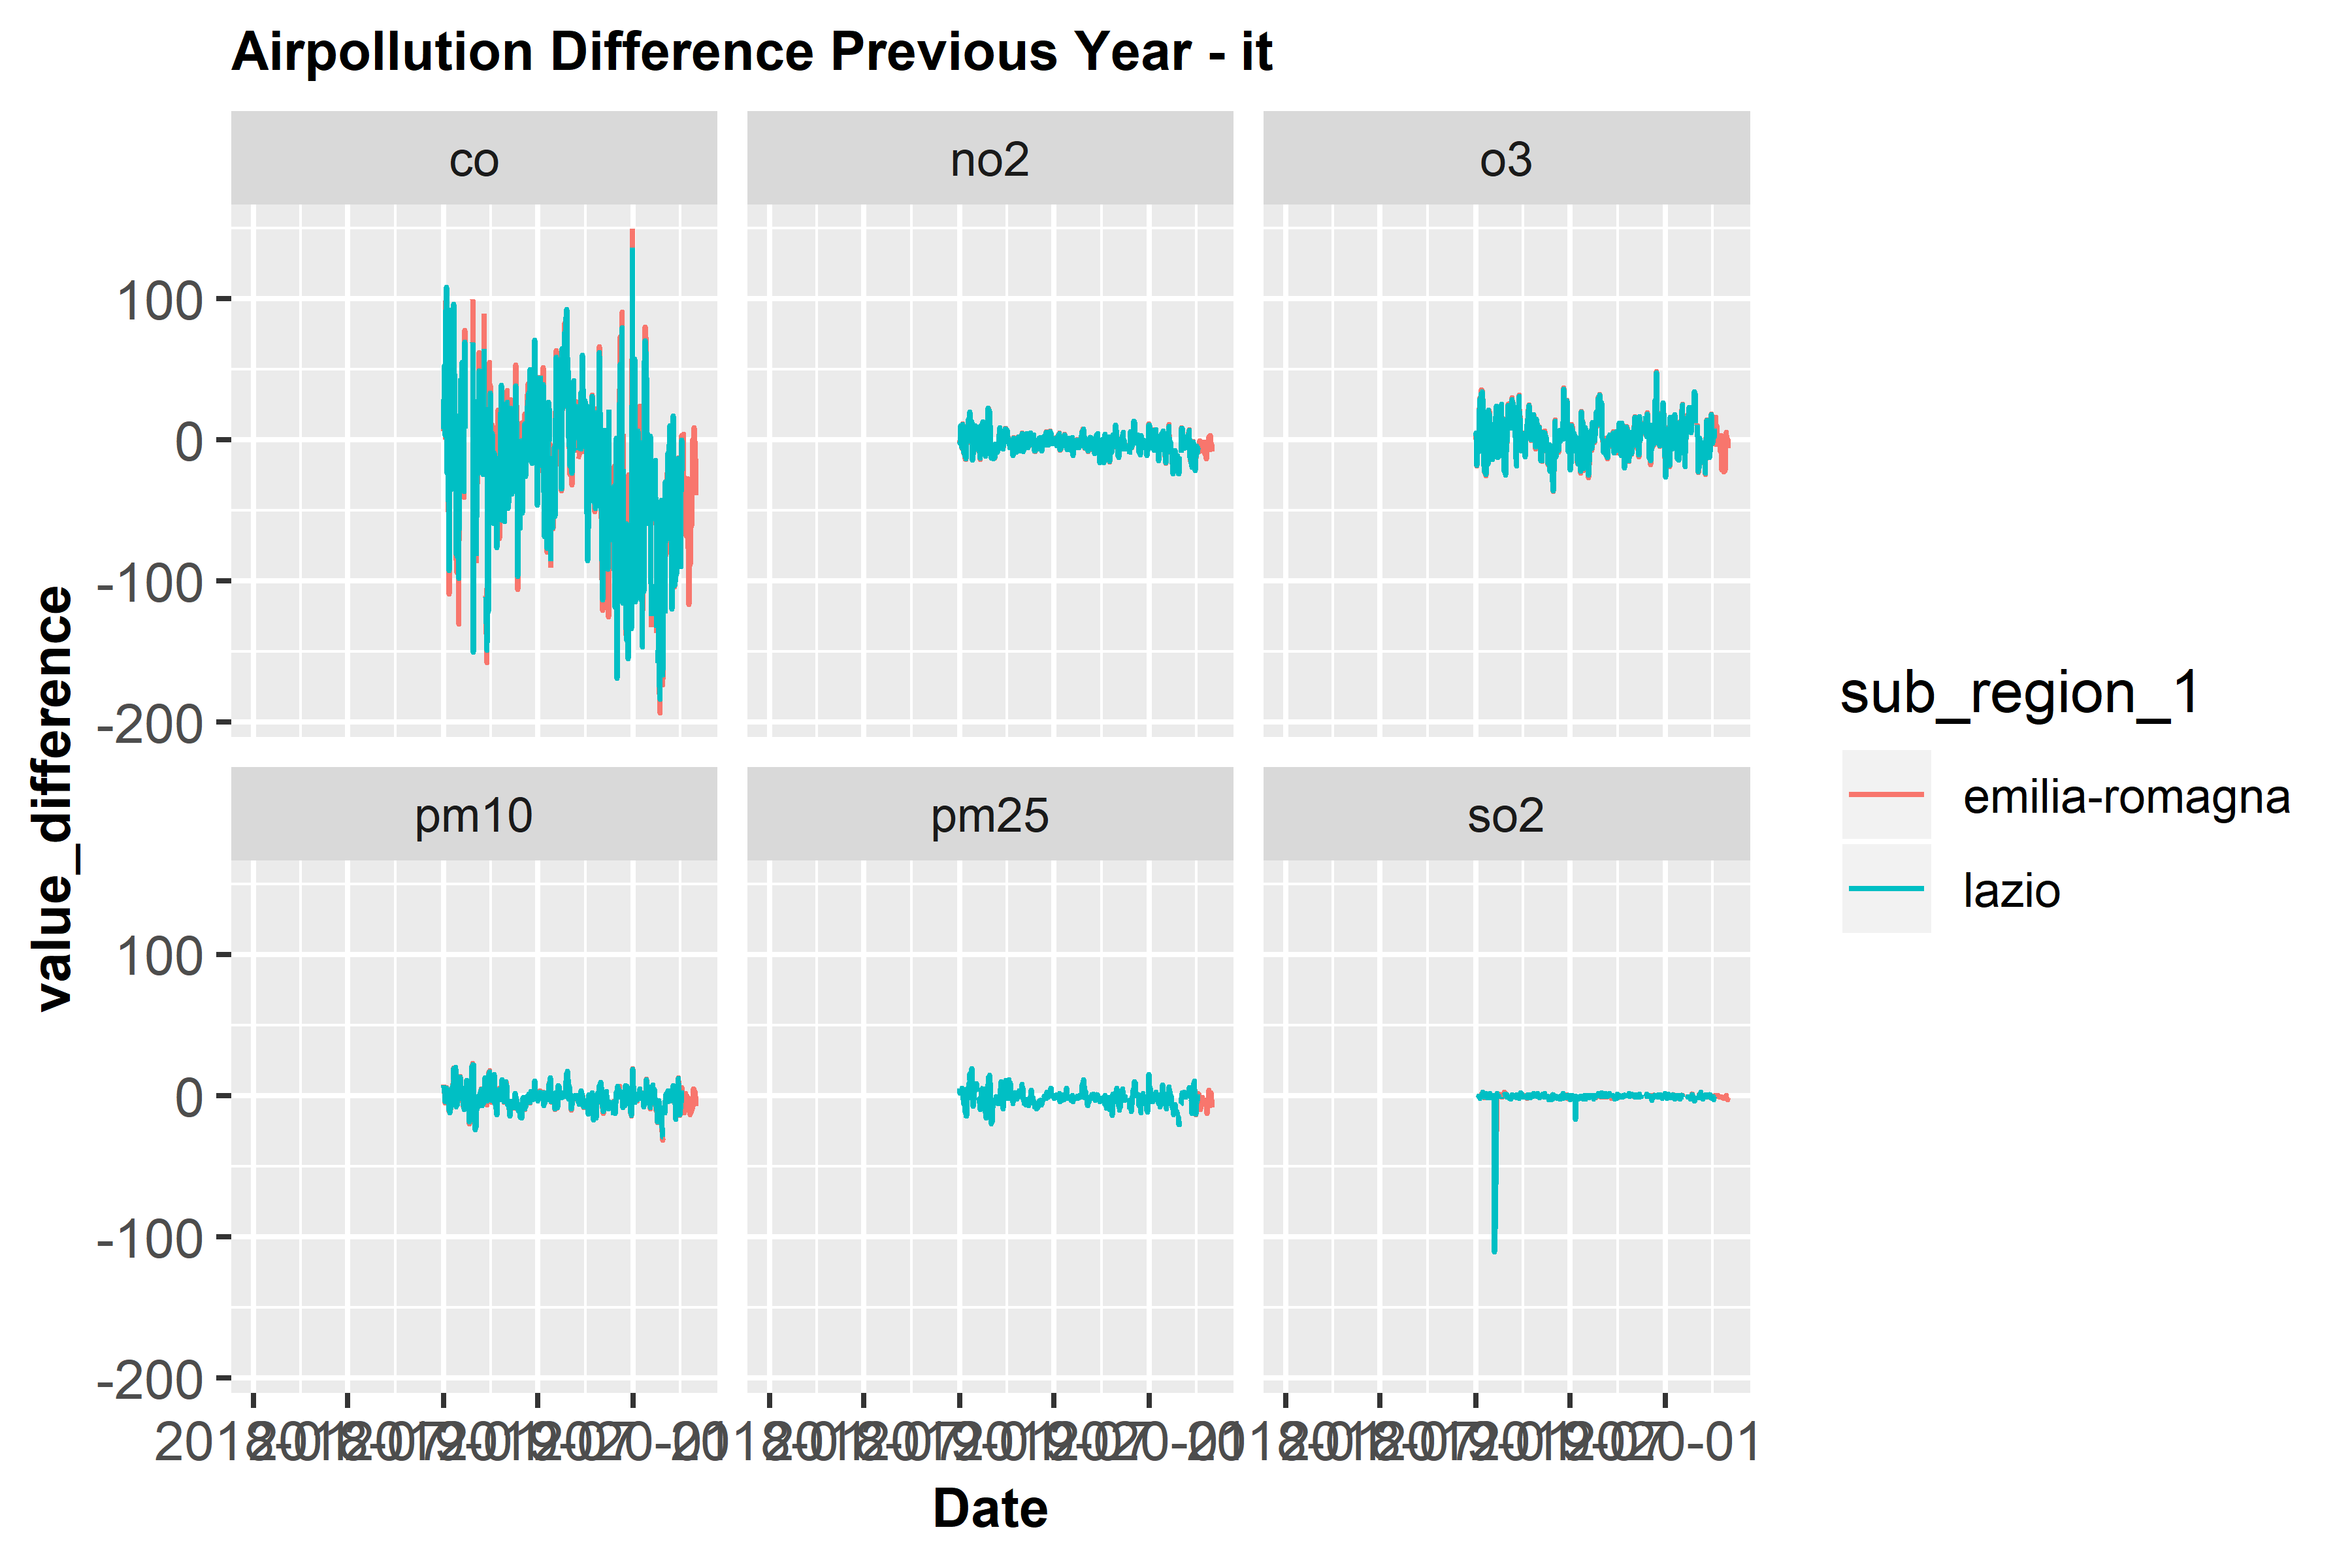 Airpollution Difference Previous Year - it
co
no2
o3
100
0
-100
-200
pm10
pm25
so2
100
0
-100
-200
value_difference
Date
sub_region_1
emilia-romagna
lazio